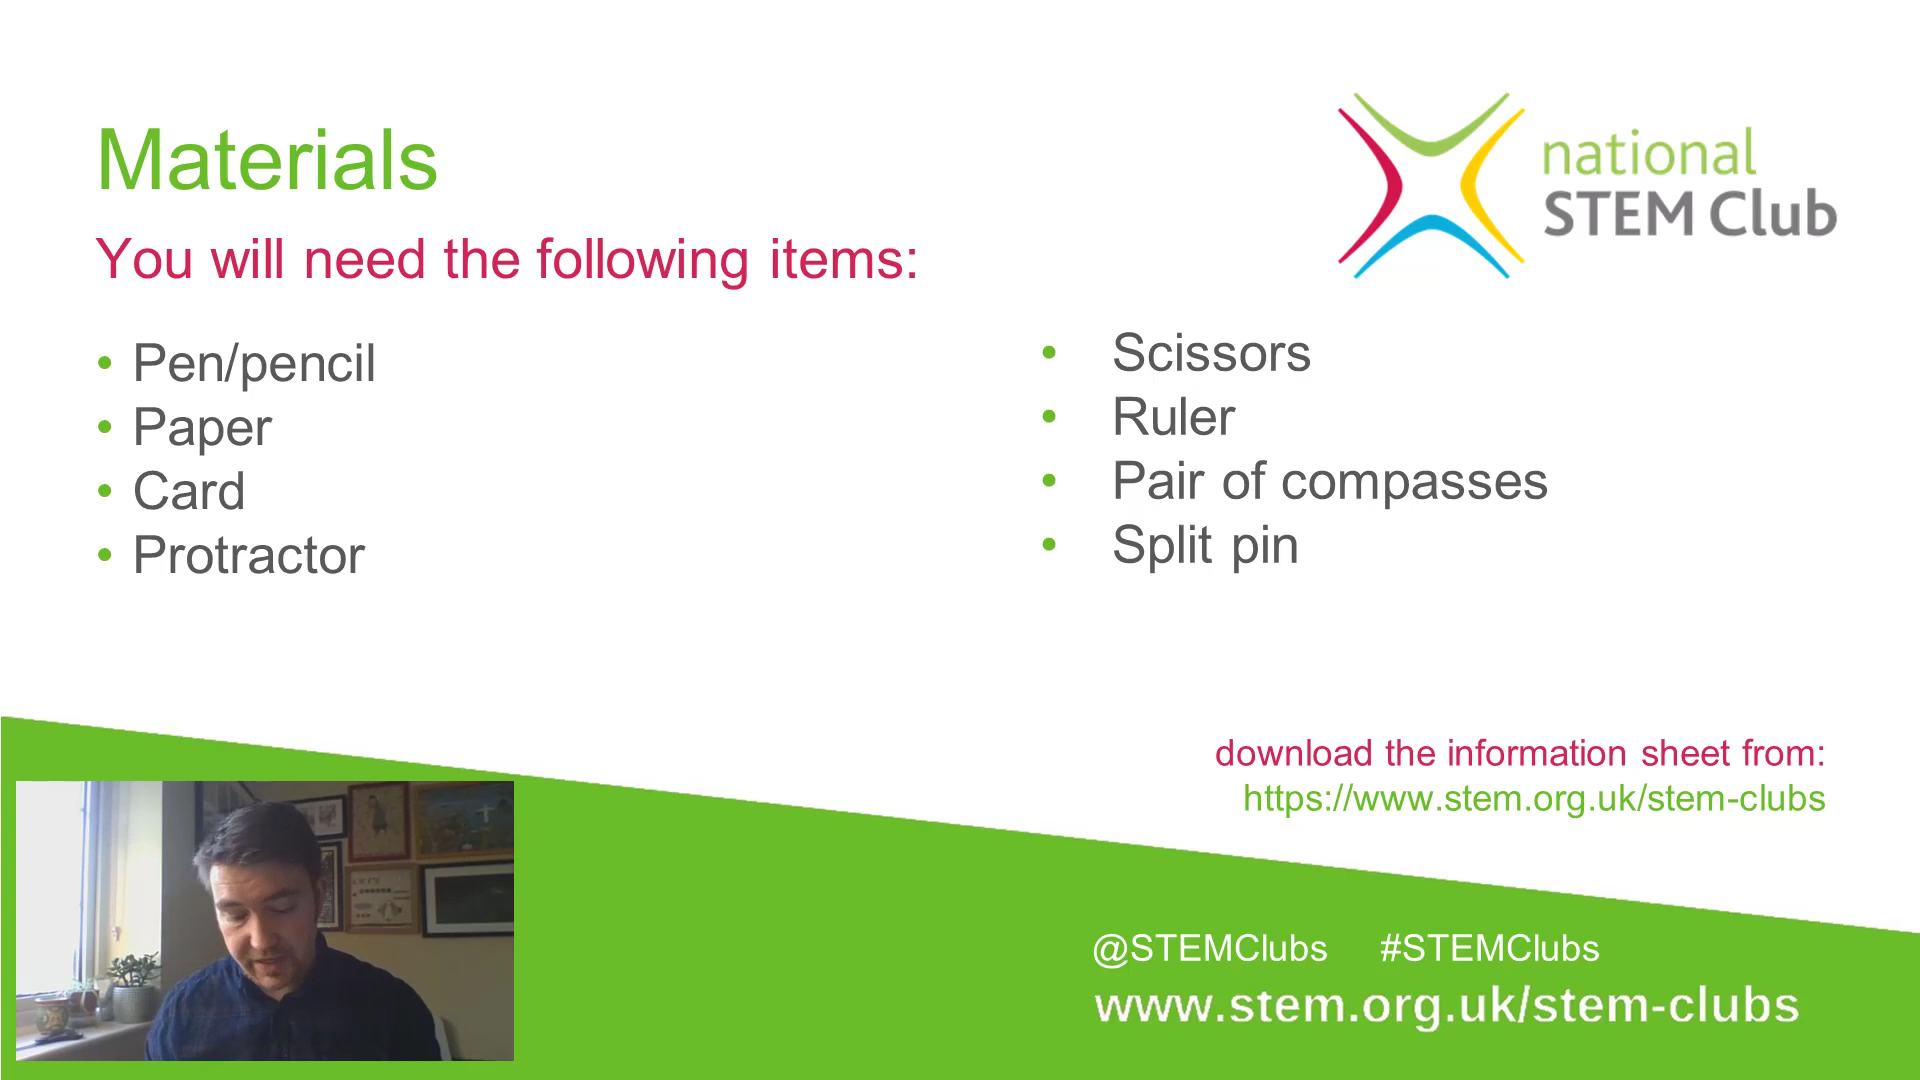 Materials
national
STEM Club
You will need the following items:
• Pen/pencil
• Paper
• Card
• Protractor
• Scissors
• Ruler
• Pair of compasses
• Split pin
download the information sheet from:
https://www.stem.org.uk/stem-clubs
@STEMClubs #STEMClubs
www.stem.org.uk/stem-clubs